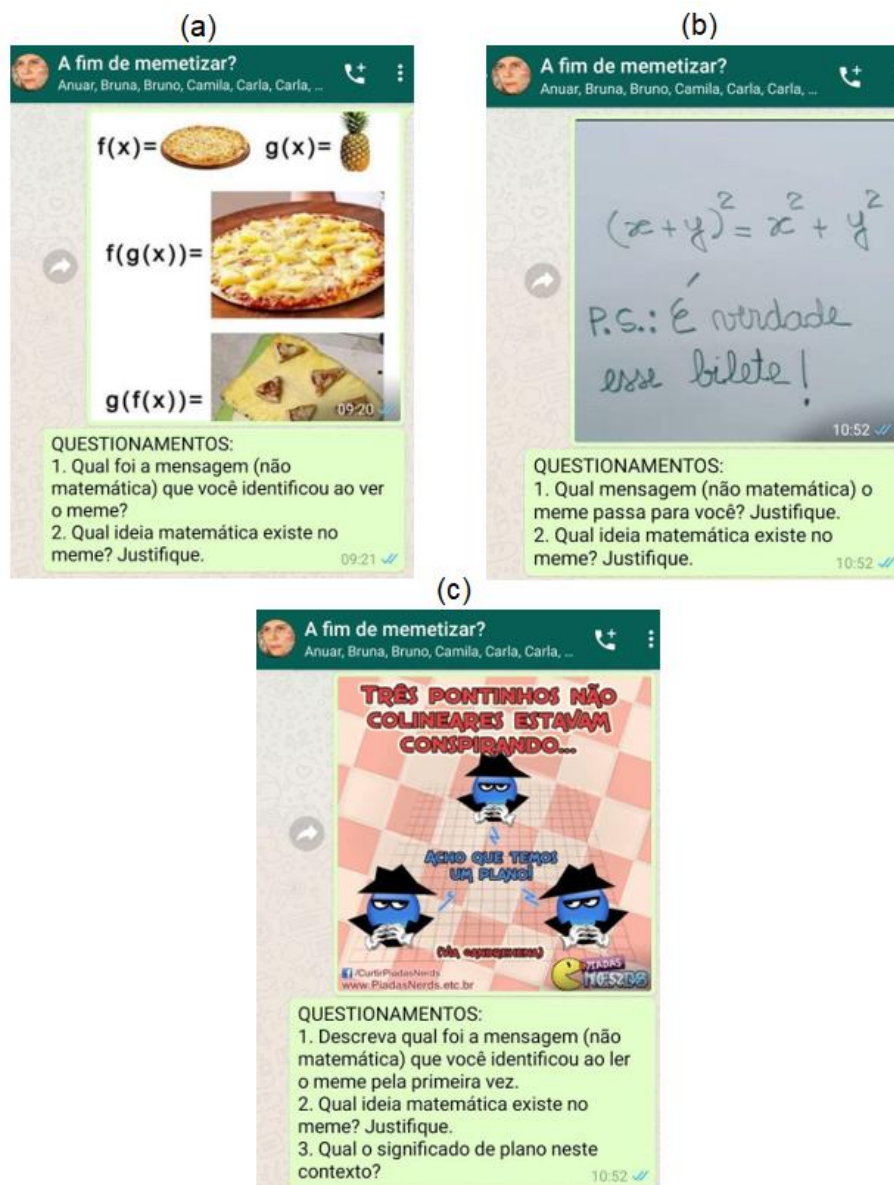 (a)
A fim de memetizar?
Anuar, Bruna, Bruno, Camila, Carla, Carla, ...
f(x)= g(x)=
f(g(x))=
g(f(x))=
09:20
QUESTIONAMENTOS:
1. Qual foi a mensagem (não
matemática) que você identificou ao ver
o meme?
2. Qual ideia matemática existe no
meme? Justifique.
09:21
(b)
A fim de memetizar?
Anuar, Bruna, Bruno, Camila, Carla, Carla, ...
(x+y)² = x² + y²
P.S.: É verdade
esse bilete!
10:52
QUESTIONAMENTOS:
1. Qual mensagem (não matemática) o
meme passa para você? Justifique.
2. Qual ideia matemática existe no
meme? Justifique.
10:52
(c)
A fim de memetizar?
Anuar, Bruna, Bruno, Camila, Carla, Carla, ...
TRÊS PONTINHOS NÃO
COLINEARES ESTAVAM
CONSPIRANDO...
ACHO QUE TEMOS
UM PLANO!
(VIA GANDREHENS)
/CurtirPiadasNerds
www.PiadasNerds.etc.br
PIADAS
10:52
QUESTIONAMENTOS:
1. Descreva qual foi a mensagem (não
matemática) que você identificou ao ler
o meme pela primeira vez.
2. Qual ideia matemática existe no
meme? Justifique.
3. Qual o significado de plano neste
contexto?
10:52